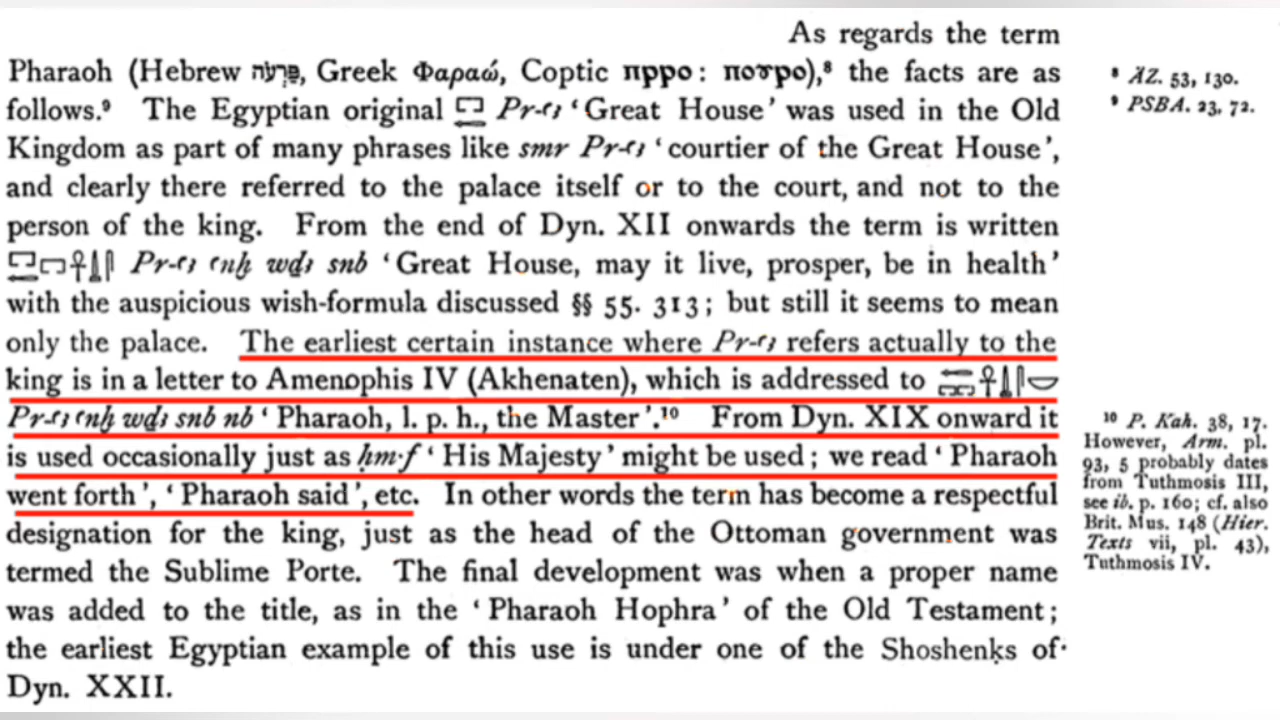 As regards the term
Pharaoh (Hebrew פַּרְעֹה, Greek Φαραώ, Coptic ⲡⲣⲣⲟ : ⲡⲟⲩⲣⲟ),⁸ the facts are as
follows.⁹ The Egyptian original 𓉐𓉻 Pr-ꜥꜣ ‘Great House’ was used in the Old
Kingdom as part of many phrases like smr Pr-ꜥꜣ ‘courtier of the Great House’,
and clearly there referred to the palace itself or to the court, and not to the
person of the king. From the end of Dyn. XII onwards the term is written
𓉐𓉻𓋹𓍑𓋴 Pr-ꜥꜣ ꜥnḫ wḏꜣ snb ‘Great House, may it live, prosper, be in health’
with the auspicious wish-formula discussed §§ 55. 313; but still it seems to mean
only the palace. The earliest certain instance where Pr-ꜥꜣ refers actually to the
king is in a letter to Amenophis IV (Akhenaten), which is addressed to 𓉐𓉻𓋹𓍑𓋴𓎟
Pr-ꜥꜣ ꜥnḫ wḏꜣ snb nb ‘Pharaoh, l. p. h., the Master’.¹⁰ From Dyn. XIX onward it
is used occasionally just as ḥm·f ‘His Majesty’ might be used; we read ‘Pharaoh
went forth’, ‘Pharaoh said’, etc. In other words the term has become a respectful
designation for the king, just as the head of the Ottoman government was
termed the Sublime Porte. The final development was when a proper name
was added to the title, as in the ‘Pharaoh Hophra’ of the Old Testament;
the earliest Egyptian example of this use is under one of the Shoshenḳs of
Dyn. XXII.
⁸ ÄZ. 53, 130.
⁹ PSBA. 23, 72.
¹⁰ P. Kah. 38, 17.
However, Arm. pl.
93, 5 probably dates
from Tuthmosis III,
see ib. p. 160; cf. also
Brit. Mus. 148 (Hier.
Texts vii, pl. 43),
Tuthmosis IV.